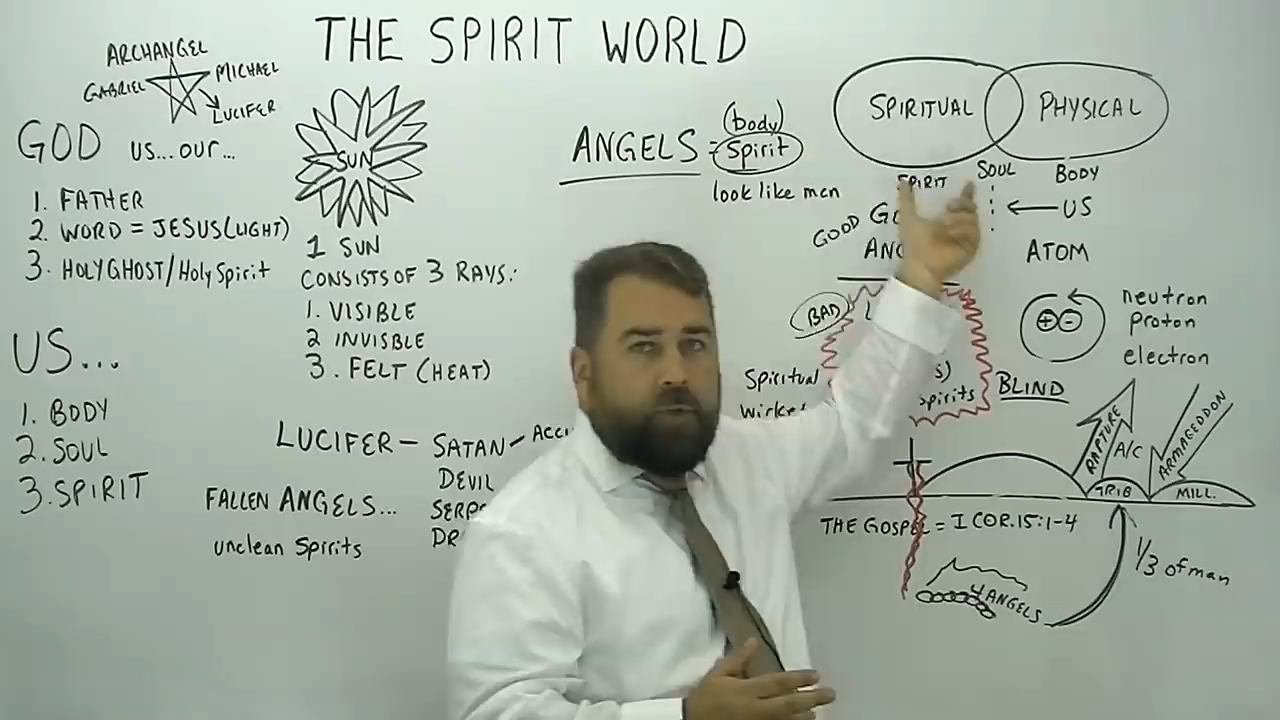 THE SPIRIT WORLD
ARCHANGEL
GABRIEL
MICHAEL
LUCIFER
GOD US...OUR...
1. FATHER
2. WORD = JESUS(LIGHT)
3. HOLY GHOST/Holy Spirit
US...
1. BODY
2. SOUL
3. SPIRIT
SUN
1 SUN
CONSISTS OF 3 RAYS:
1. VISIBLE
2 INVISBLE
3. FELT (HEAT)
LUCIFER - SATAN -
DEVIL
FALLEN ANGELS...
unclean Spirits
ANGELS = Spirit
(body)
look like men
SPIRITUAL
PHYSICAL
SPIRIT
SOUL
BODY
← US
GOOD
ATOM
BAD
neutron
proton
electron
+ -
Spiritual
spirits
BLIND
RAPTURE
A/C
ARMAGEDDON
TRIB
MILL.
THE GOSPEL = I COR. 15:1-4
4 ANGELS
1/3 of man